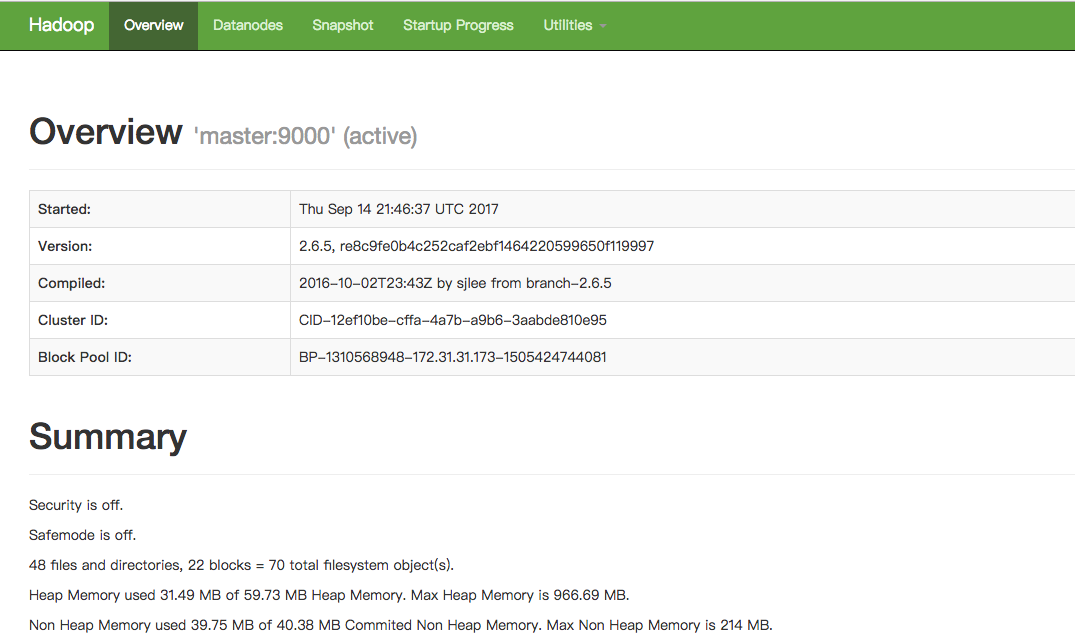 Hadoop Overview Datanodes Snapshot Startup Progress Utilities
Overview 'master:9000' (active)
Started: Thu Sep 14 21:46:37 UTC 2017
Version: 2.6.5, re8c9fe0b4c252caf2ebf1464220599650f119997
Compiled: 2016-10-02T23:43Z by sjlee from branch-2.6.5
Cluster ID: CID-12ef10be-cffa-4a7b-a9b6-3aabde810e95
Block Pool ID: BP-1310568948-172.31.31.173-1505424744081
Summary
Security is off.
Safemode is off.
48 files and directories, 22 blocks = 70 total filesystem object(s).
Heap Memory used 31.49 MB of 59.73 MB Heap Memory. Max Heap Memory is 966.69 MB.
Non Heap Memory used 39.75 MB of 40.38 MB Commited Non Heap Memory. Max Non Heap Memory is 214 MB.